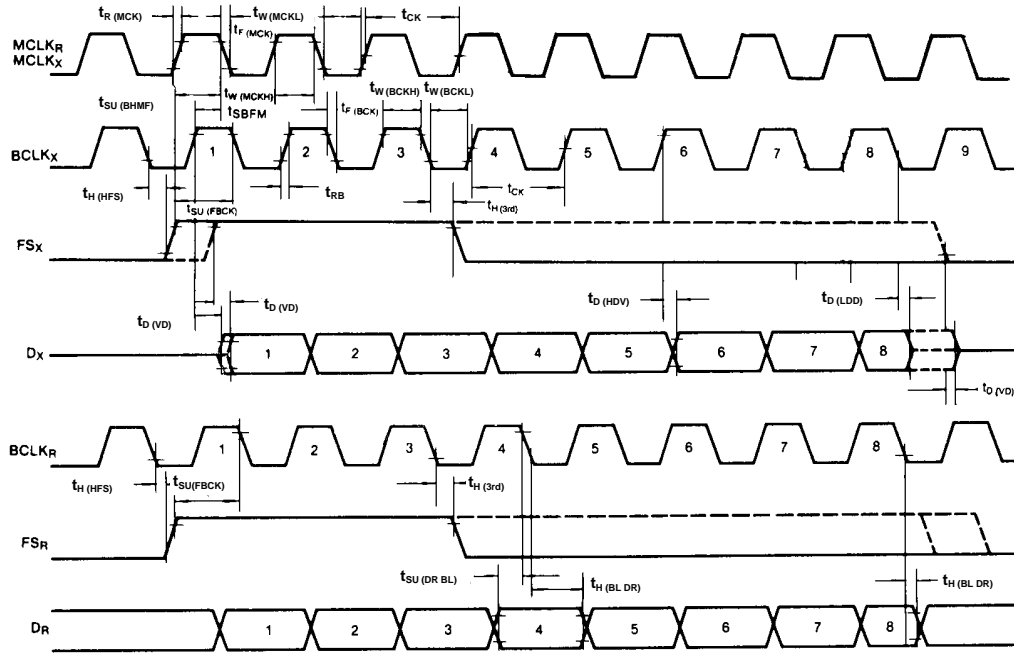 tR (MCK) tW (MCKL) tCK
tF (MCK)
MCLKR
MCLKX
tW (MCKH) tW (BCKH) tW (BCKL)
tSU (BHMF) tSBFM tF (BCK)
BCLKX 1 2 3 4 5 6 7 8 9
tH (HFS) tSU (FBCK) tRB tCK
tH (3rd)
FSX
tD (VD) tD (HDV) tD (LDD)
tD (VD)
DX 1 2 3 4 5 6 7 8
tD (VD)
BCLKR 1 2 3 4 5 6 7 8
tH (HFS) tSU(FBCK) tH (3rd)
FSR
tSU (DR BL) tH (BL DR) tH (BL DR)
DR 1 2 3 4 5 6 7 8